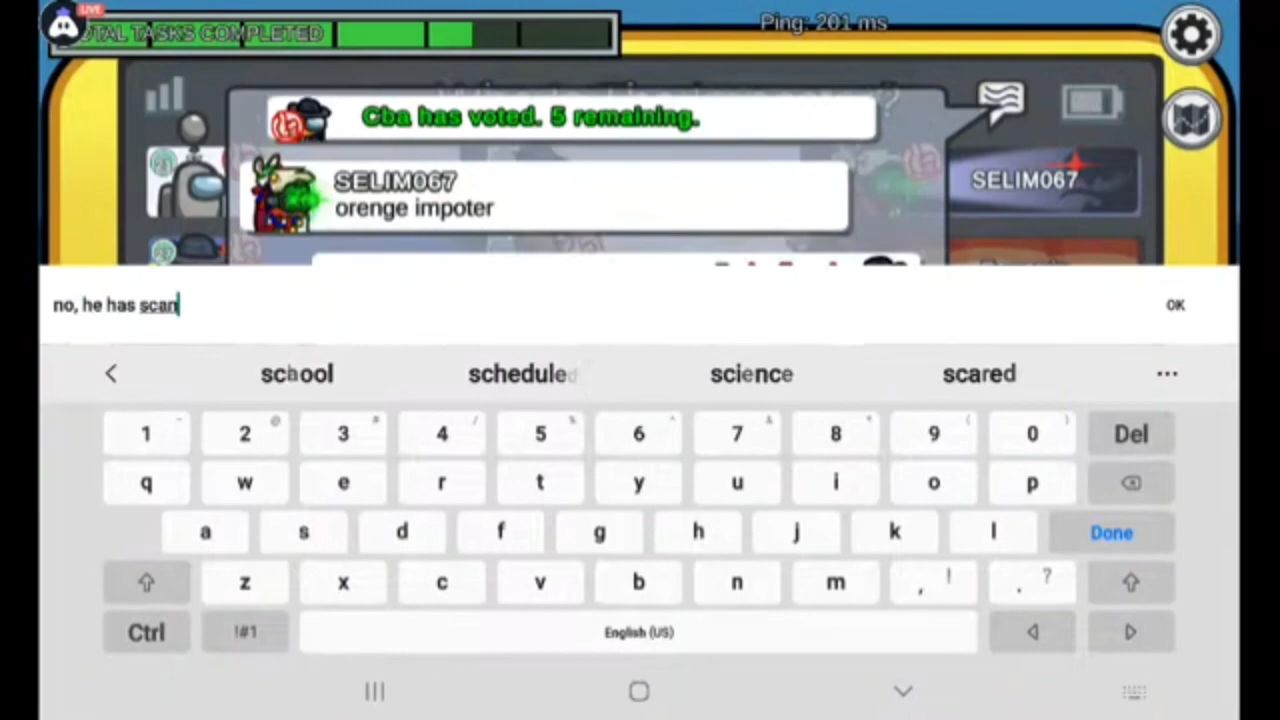 LIVE
TOTAL TASKS COMPLETED
Ping: 201 ms
Cba has voted. 5 remaining.
SELIM067
orenge impoter
SELIM067
no, he has scan
OK
school scheduled science scared
1 2 3 4 5 6 7 8 9 0 Del
q w e r t y u i o p
a s d f g h j k l Done
z x c v b n m , ! . ?
Ctrl !#1 English (US)